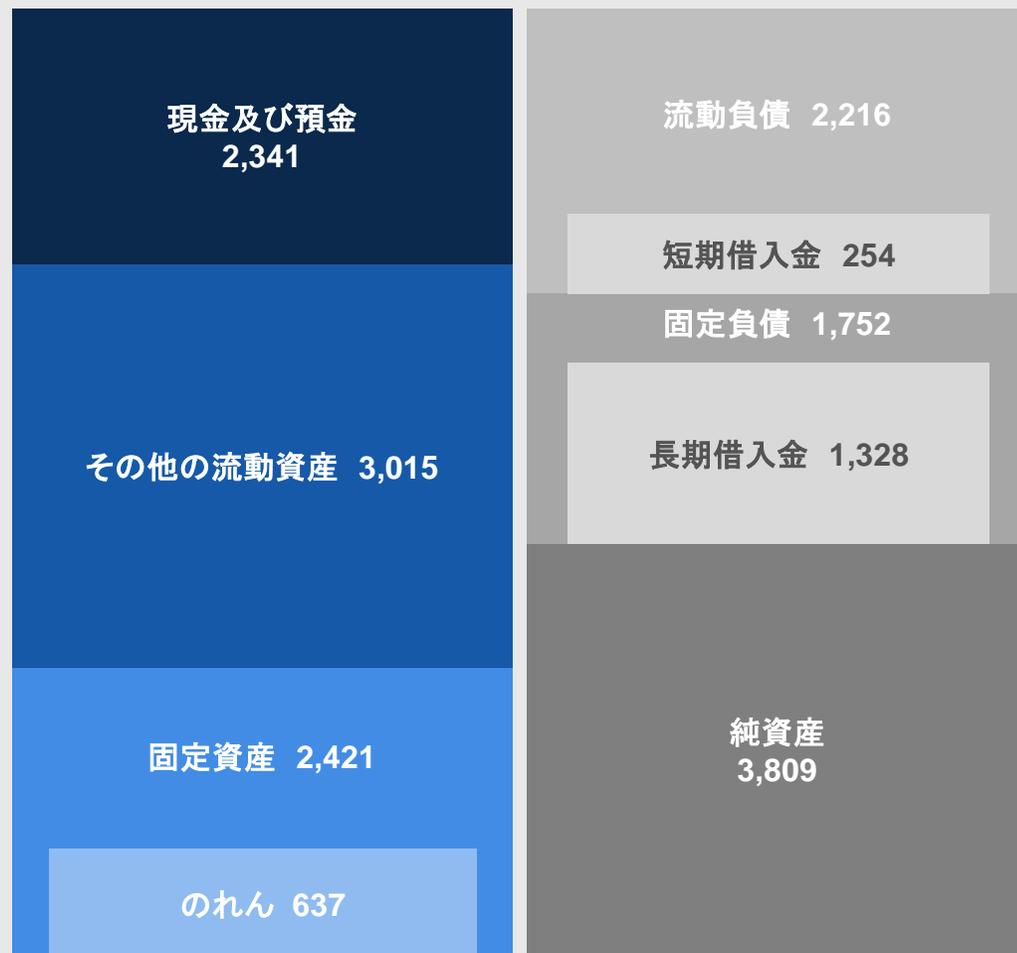 現金及び預金
2,341
その他の流動資産 3,015
固定資産 2,421
のれん 637
流動負債 2,216
短期借入金 254
固定負債 1,752
長期借入金 1,328
純資産
3,809